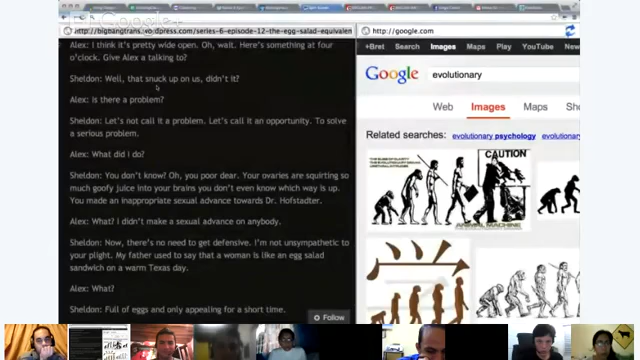 http://bigbangtrans.wordpress.com/series-6-episode-12-the-egg-salad-equivalen
Alex: I think it's pretty wide open. Oh, wait. Here's something at four
o'clock. Give Alex a talking to?
Sheldon: Well, that snuck up on us, didn't it?
Alex: Is there a problem?
Sheldon: Let's not call it a problem. Let's call it an opportunity. To solve
a serious problem.
Alex: What did I do?
Sheldon: You don't know? Oh, you poor dear. Your ovaries are squirting so
much goofy juice into your brains you don't even know which way is up.
You made an inappropriate sexual advance towards Dr. Hofstadter.
Alex: What? I didn't make a sexual advance on anybody.
Sheldon: Now, there's no need to get defensive. I'm not unsympathetic to
your plight. My father used to say that a woman is like an egg salad
sandwich on a warm Texas day.
Alex: What?
Sheldon: Full of eggs and only appealing for a short time.
Follow
http://google.com
+Bret Search Images Maps Play YouTube New
Google
evolutionary
Web Images Maps Sho
Related searches: evolutionary psychology evolutionary
CAUTION
ANIMAL MACHINE